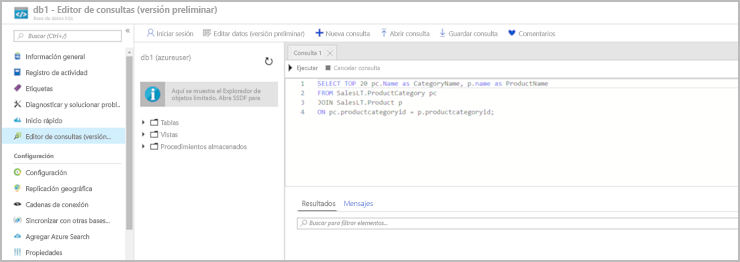 db1 - Editor de consultas (versión preliminar)
Base de datos SQL
Buscar (Ctrl+/)
Información general
Registro de actividad
Etiquetas
Diagnosticar y solucionar probl...
Inicio rápido
Editor de consultas (versión...
Configuración
Configuración
Replicación geográfica
Cadenas de conexión
Sincronizar con otras bases...
Agregar Azure Search
Propiedades
Iniciar sesión
Editar datos (versión preliminar)
Nueva consulta
Abrir consulta
Guardar consulta
Comentarios
db1 (azureuser)
Aquí se muestra el Explorador de
objetos limitado, Abra SSDF para
Tablas
Vistas
Procedimientos almacenados
Consulta 1
Ejecutar
Cancelar consulta
1 SELECT TOP 20 pc.Name as CategoryName, p.name as ProductName
2 FROM SalesLT.ProductCategory pc
3 JOIN SalesLT.Product p
4 ON pc.productcategoryid = p.productcategoryid;
Resultados
Mensajes
Buscar para filtrar elementos...